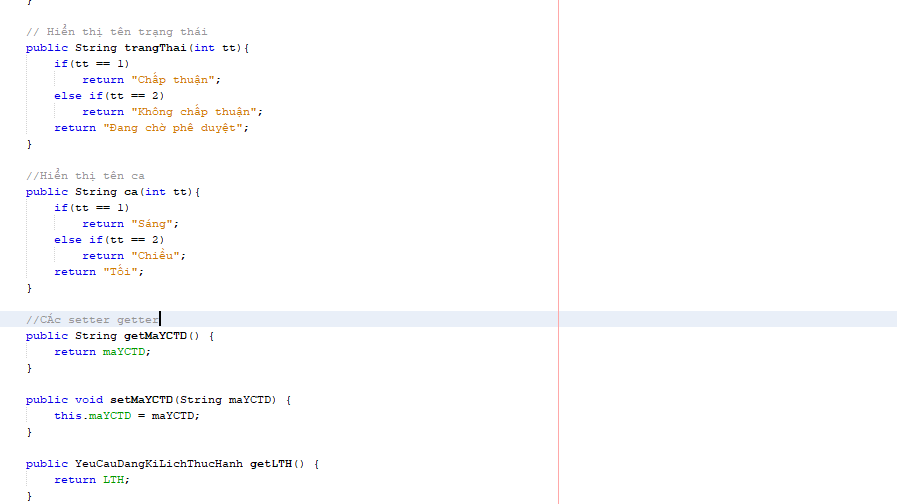 }
// Hiển thị tên trạng thái
public String trangThai(int tt){
if(tt == 1)
return "Chấp thuận";
else if(tt == 2)
return "Không chấp thuận";
return "Đang chờ phê duyệt";
}
//Hiển thị tên ca
public String ca(int tt){
if(tt == 1)
return "Sáng";
else if(tt == 2)
return "Chiều";
return "Tối";
}
//CÁc setter getter
public String getMaYCTD() {
return maYCTD;
}
public void setMaYCTD(String maYCTD) {
this.maYCTD = maYCTD;
}
public YeuCauDangKiLichThucHanh getLTH() {
return LTH;
}